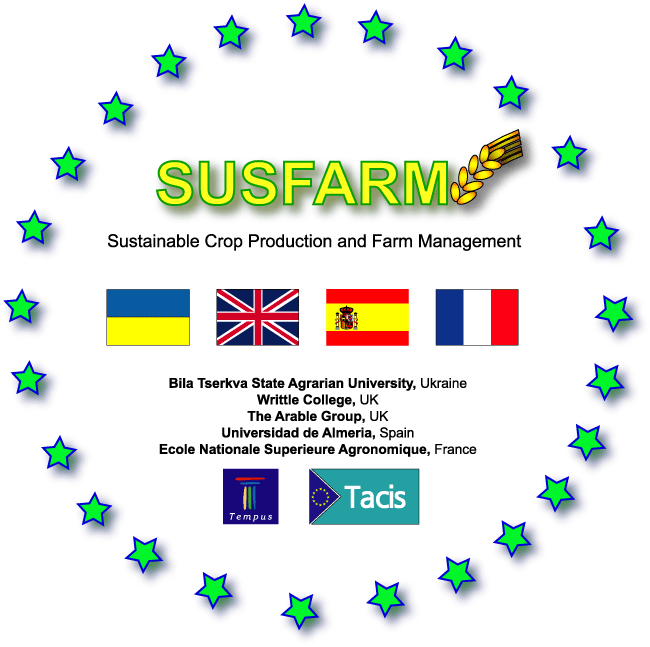 SUSFARM
Sustainable Crop Production and Farm Management
Bila Tserkva State Agrarian University, Ukraine
Writtle College, UK
The Arable Group, UK
Universidad de Almeria, Spain
Ecole Nationale Superieure Agronomique, France
Tempus
Tacis